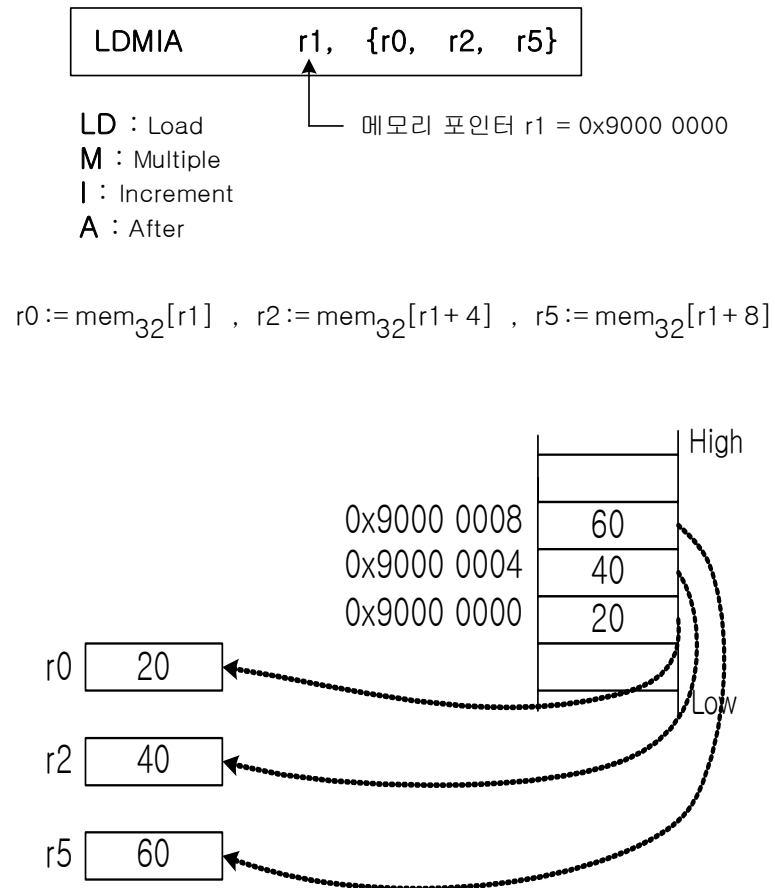 LDMIA r1, {r0, r2, r5}
LD : Load
메모리 포인터 r1 = 0x9000 0000
M : Multiple
I : Increment
A : After
r0 := mem32[r1] , r2 := mem32[r1+4] , r5 := mem32[r1+8]
High
0x9000 0008 60
0x9000 0004 40
0x9000 0000 20
r0 20
Low
r2 40
r5 60